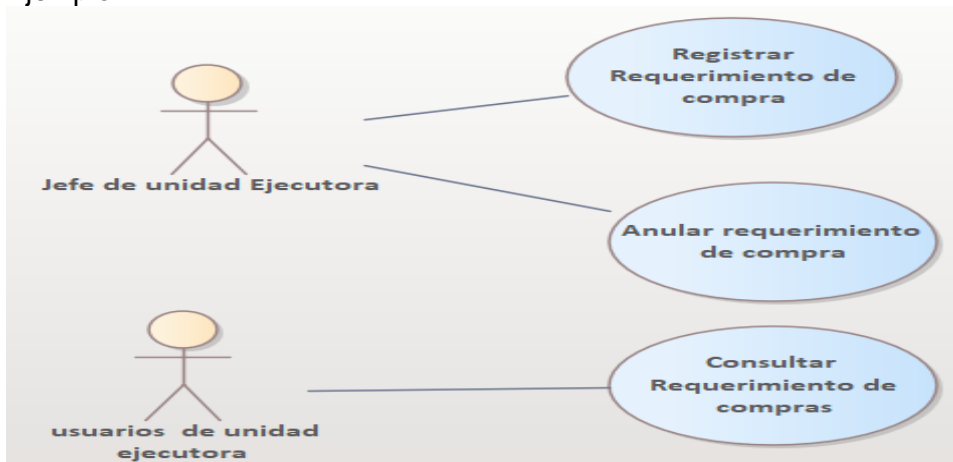 Registrar
Requerimiento de
compra
Jefe de unidad Ejecutora
Anular requerimiento
de compra
Consultar
Requerimiento de
compras
usuarios de unidad
ejecutora